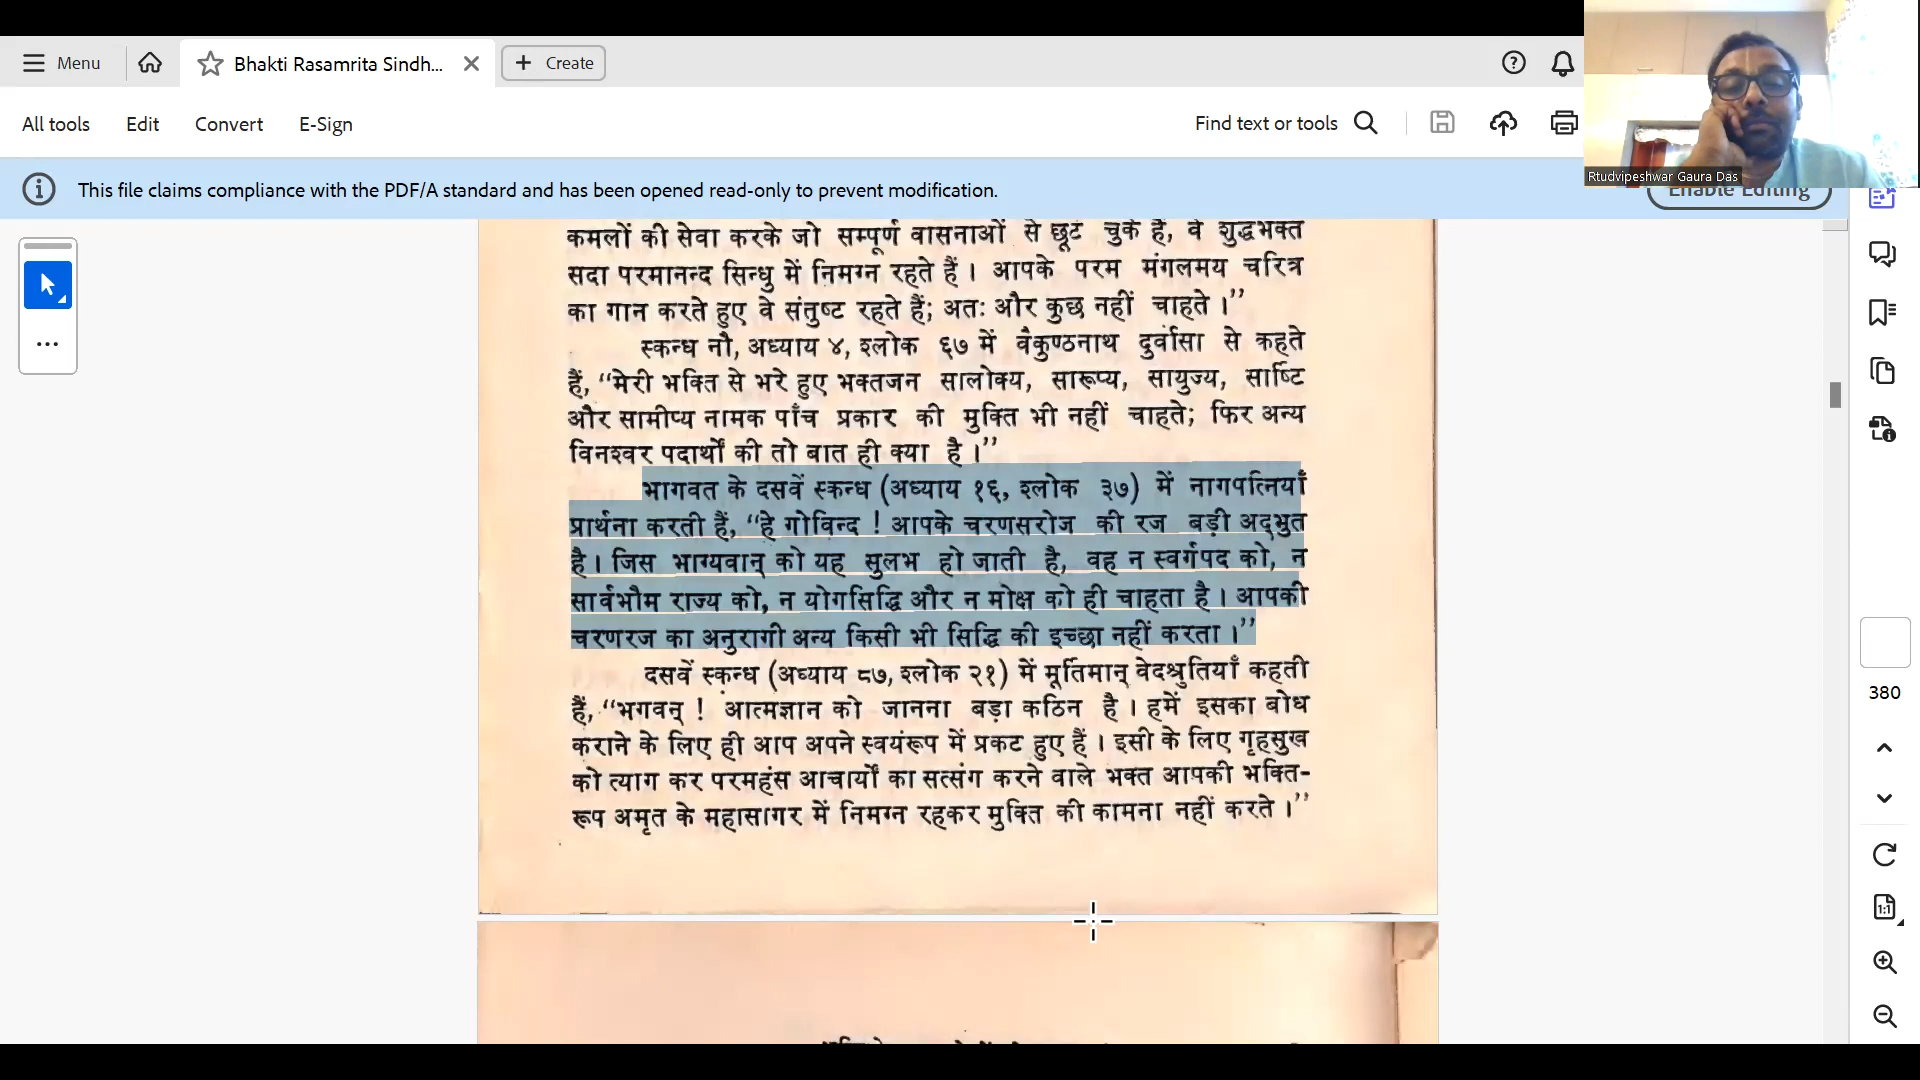 Menu
Bhakti Rasamrita Sindh...
Create
All tools
Edit
Convert
E-Sign
Find text or tools
Rtudvipeshwar Gaura Das
This file claims compliance with the PDF/A standard and has been opened read-only to prevent modification.
Enable Editing
कमलों की सेवा करके जो सम्पूर्ण वासनाओं से छूट चुके हैं, वे शुद्धभक्त
सदा परमानन्द सिन्धु में निमग्न रहते हैं। आपके परम मंगलमय चरित्र
का गान करते हुए वे संतुष्ट रहते हैं; अतः और कुछ नहीं चाहते।”
स्कन्ध नौ, अध्याय ४, श्लोक ६७ में वैकुण्ठनाथ दुर्वासा से कहते
हैं, “मेरी भक्ति से भरे हुए भक्तजन सालोक्य, सारूप्य, सायुज्य, सार्ष्टि
और सामीप्य नामक पाँच प्रकार की मुक्ति भी नहीं चाहते; फिर अन्य
विनश्वर पदार्थों की तो बात ही क्या है।”
भागवत के दसवें स्कन्ध (अध्याय १६, श्लोक ३७) में नागपत्नियाँ
प्रार्थना करती हैं, “हे गोविन्द ! आपके चरणसरोज की रज बड़ी अद्भुत
है। जिस भाग्यवान् को यह सुलभ हो जाती है, वह न स्वर्गपद को, न
सार्वभौम राज्य को, न योगसिद्धि और न मोक्ष को ही चाहता है। आपकी
चरणरज का अनुरागी अन्य किसी भी सिद्धि की इच्छा नहीं करता।”
दसवें स्कन्ध (अध्याय ८७, श्लोक २१) में मूर्तिमान् वेदश्रुतियाँ कहती
हैं, “भगवन् ! आत्मज्ञान को जानना बड़ा कठिन है। हमें इसका बोध
कराने के लिए ही आप अपने स्वयंरूप में प्रकट हुए हैं। इसी के लिए गृहसुख
को त्याग कर परमहंस आचार्यों का सत्संग करने वाले भक्त आपकी भक्ति-
रूप अमृत के महासागर में निमग्न रहकर मुक्ति की कामना नहीं करते।”
380
1:1